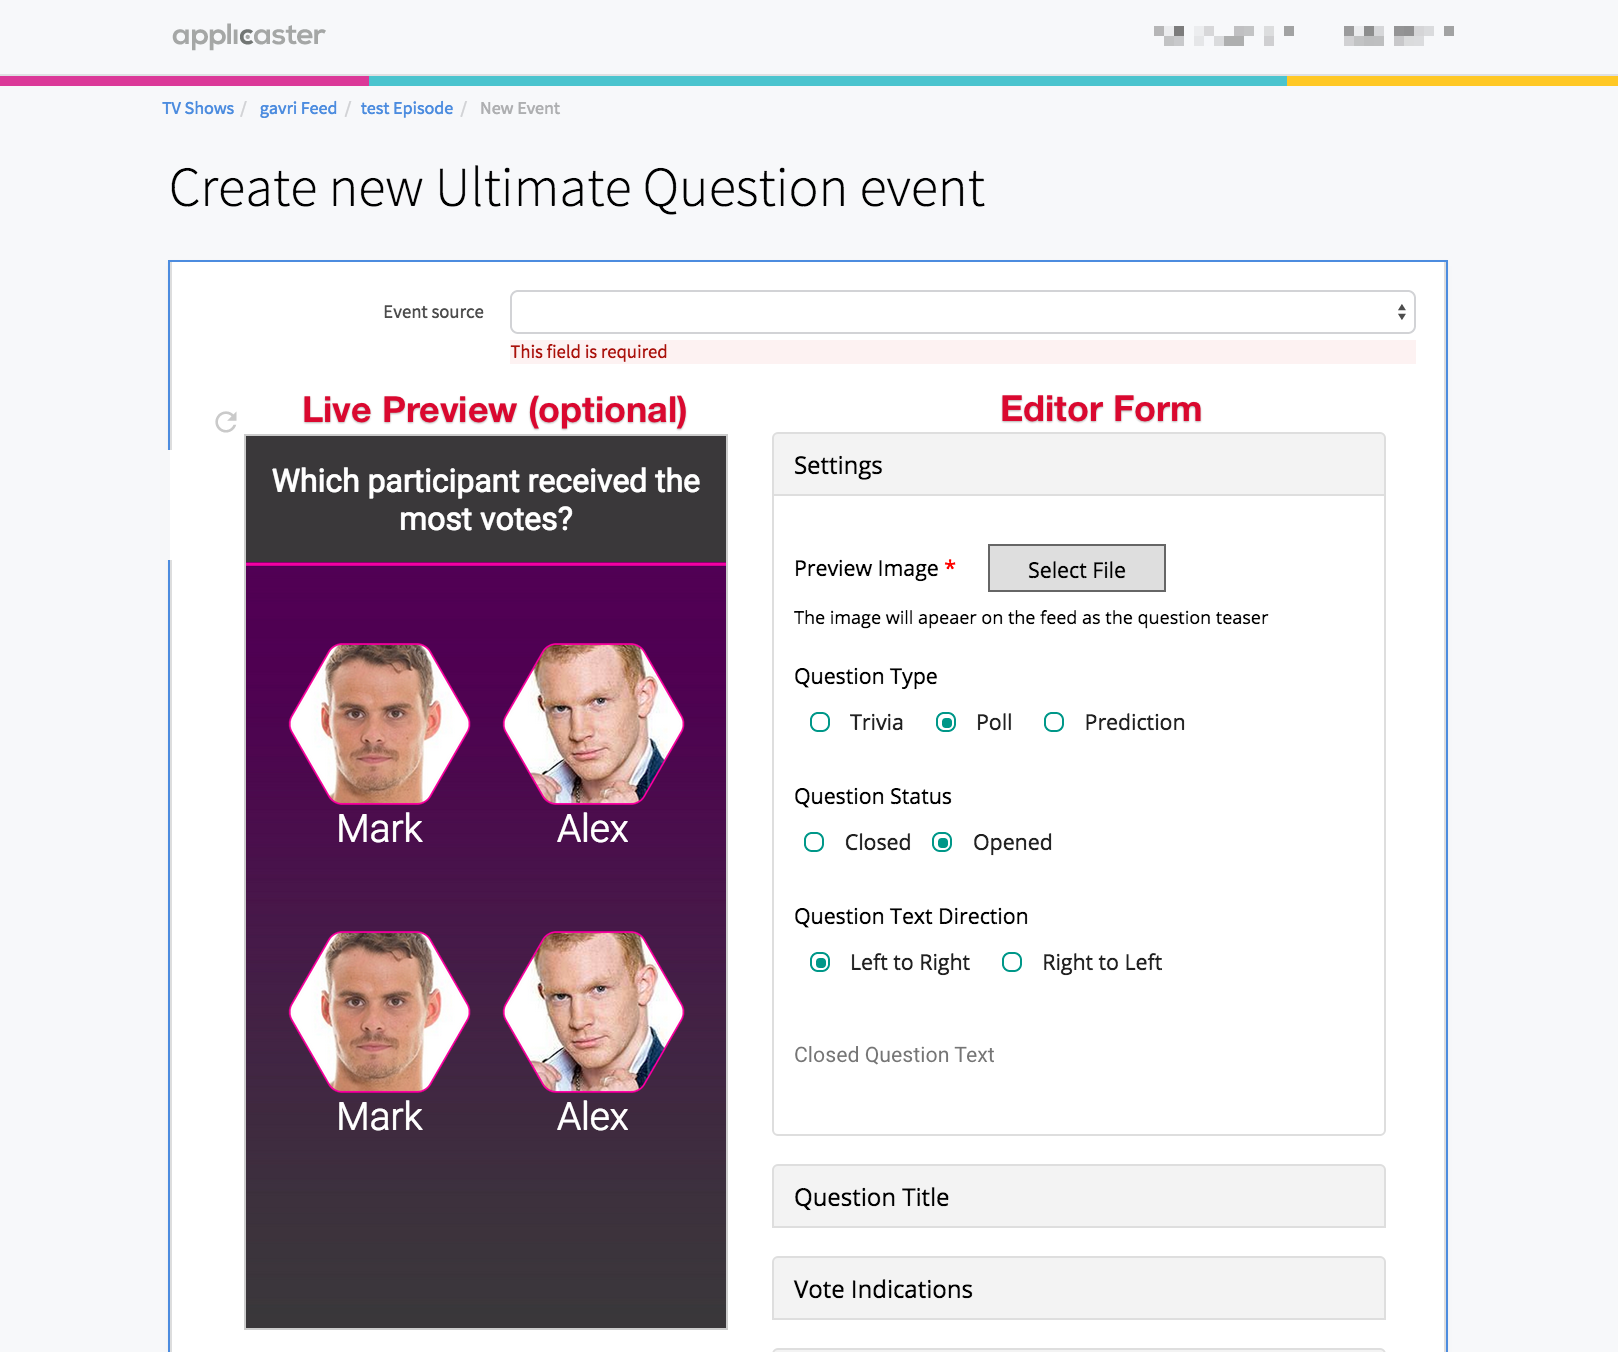 applicaster
TV Shows / gavri Feed / test Episode / New Event
Create new Ultimate Question event
Event source
This field is required
Live Preview (optional)
Editor Form
Which participant received the
most votes?
Mark
Alex
Mark
Alex
Settings
Preview Image * Select File
The image will apeaer on the feed as the question teaser
Question Type
Trivia Poll Prediction
Question Status
Closed Opened
Question Text Direction
Left to Right Right to Left
Closed Question Text
Question Title
Vote Indications